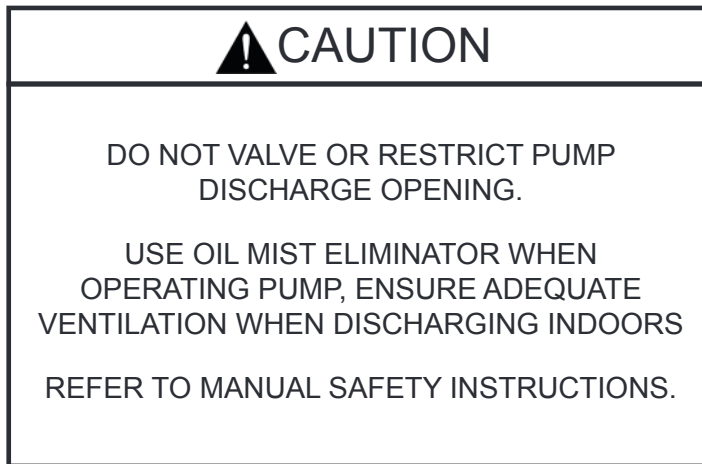 CAUTION
DO NOT VALVE OR RESTRICT PUMP
DISCHARGE OPENING.
USE OIL MIST ELIMINATOR WHEN
OPERATING PUMP, ENSURE ADEQUATE
VENTILATION WHEN DISCHARGING INDOORS
REFER TO MANUAL SAFETY INSTRUCTIONS.